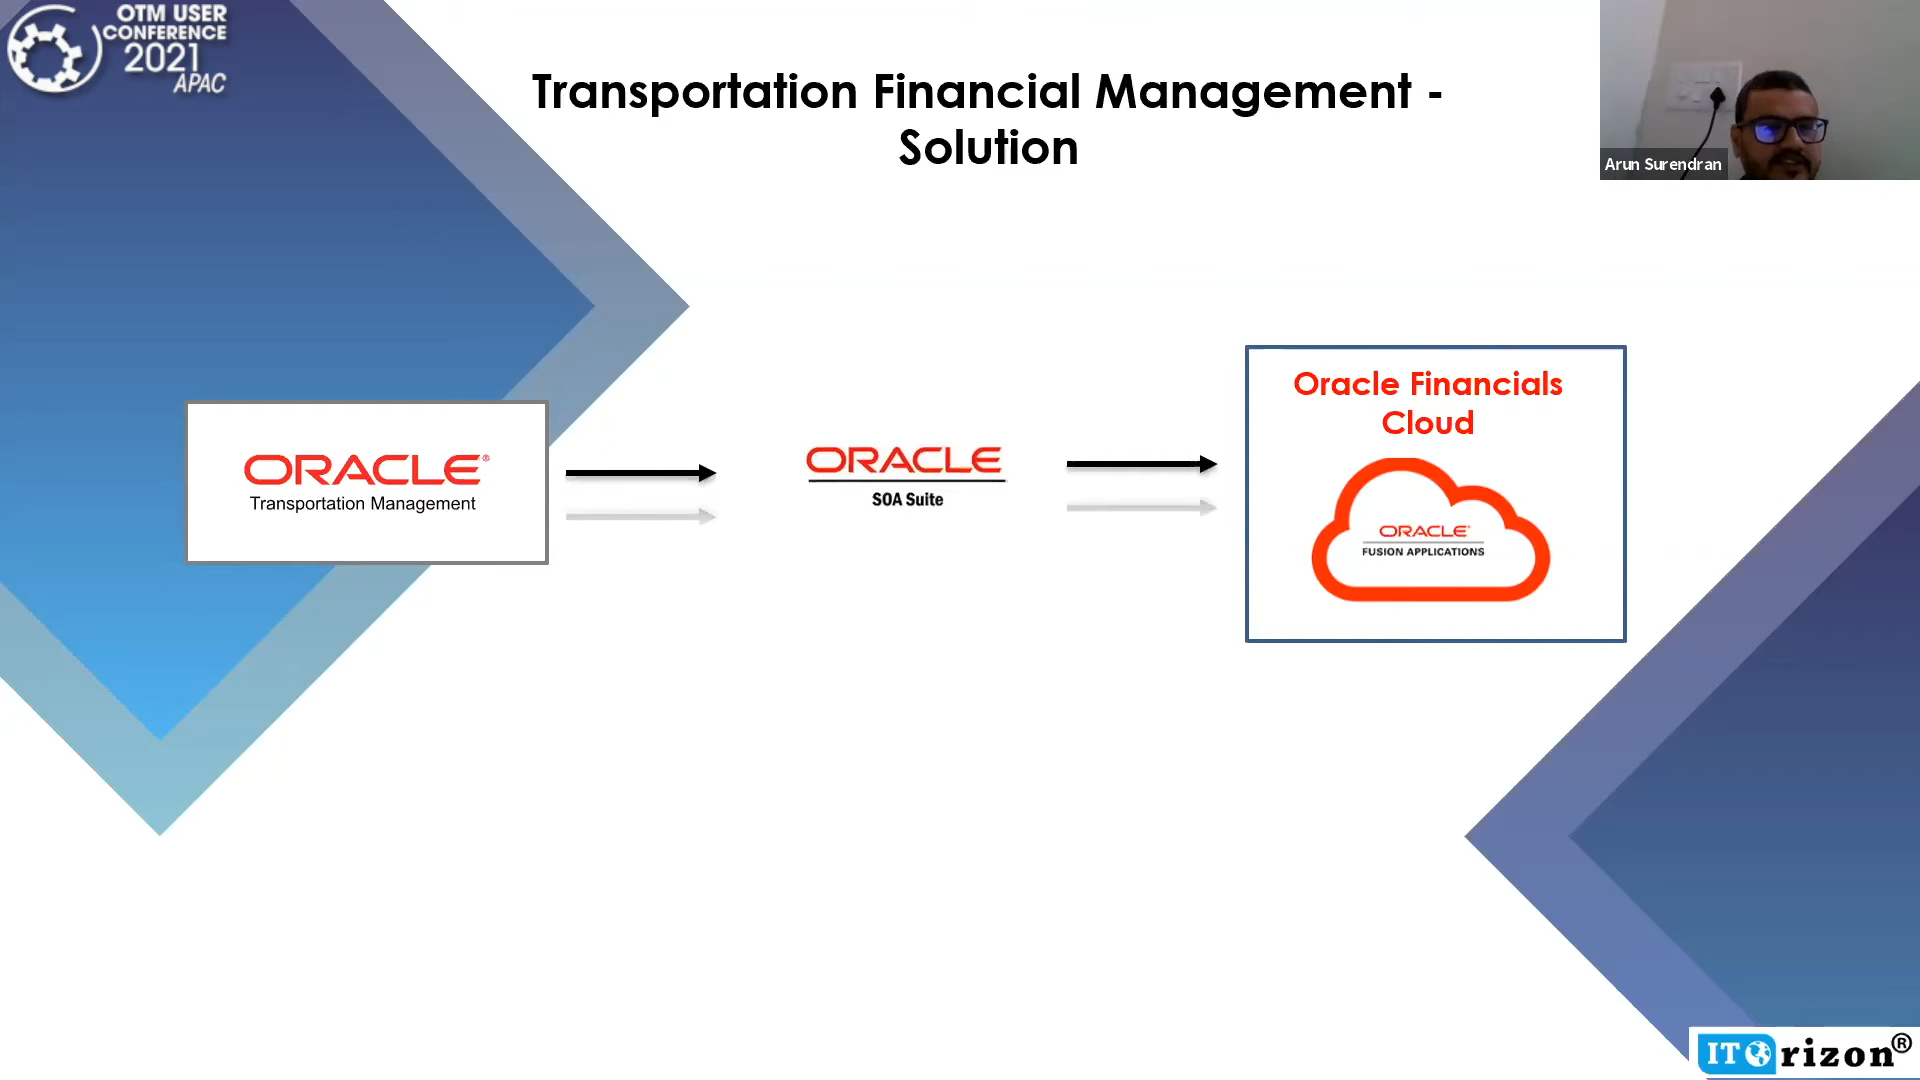 OTM USER
CONFERENCE
2021
APAC
Transportation Financial Management -
Solution
Arun Surendran
ORACLE®
Transportation Management
ORACLE
SOA Suite
Oracle Financials
Cloud
ORACLE®
FUSION APPLICATIONS
ITOrizon®